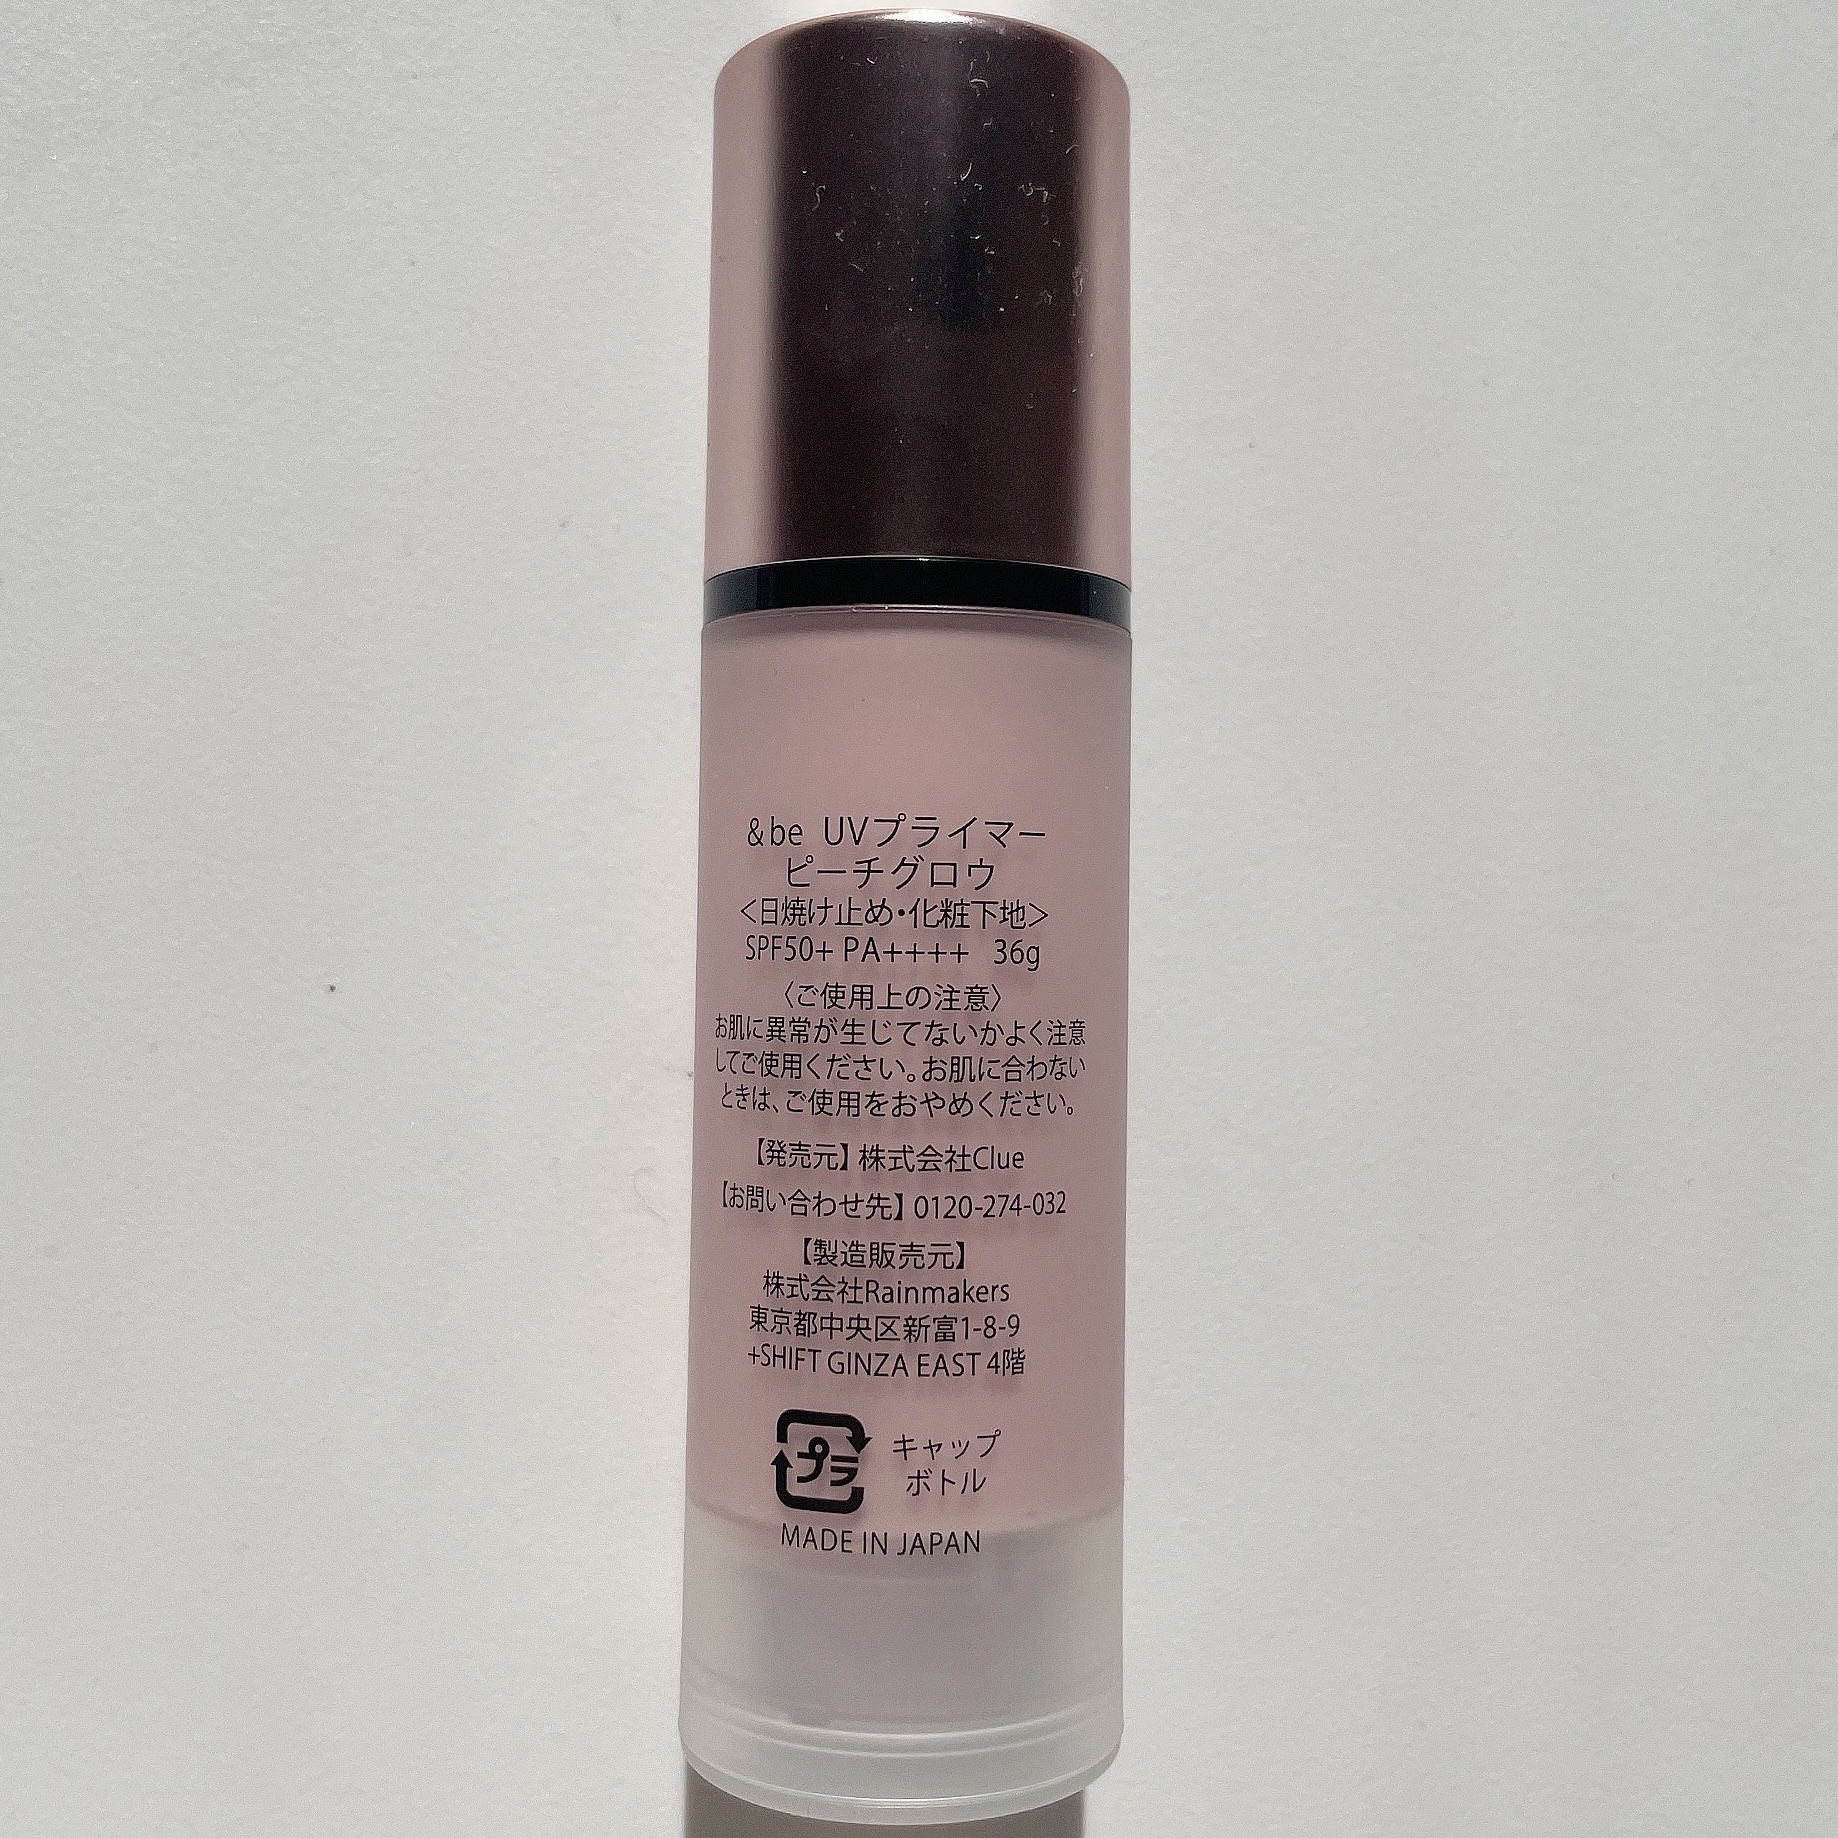 &be UVプライマー
ピーチグロウ
<日焼け止め・化粧下地>
SPF50+ PA++++ 36g
〈ご使用上の注意〉
お肌に異常が生じてないかよく注意
してご使用ください。お肌に合わない
ときは、ご使用をおやめください。
【発売元】株式会社Clue
【お問い合わせ先】0120-274-032
【製造販売元】
株式会社Rainmakers
東京都中央区新富1-8-9
+SHIFT GINZA EAST 4階
プラ
キャップ
ボトル
MADE IN JAPAN